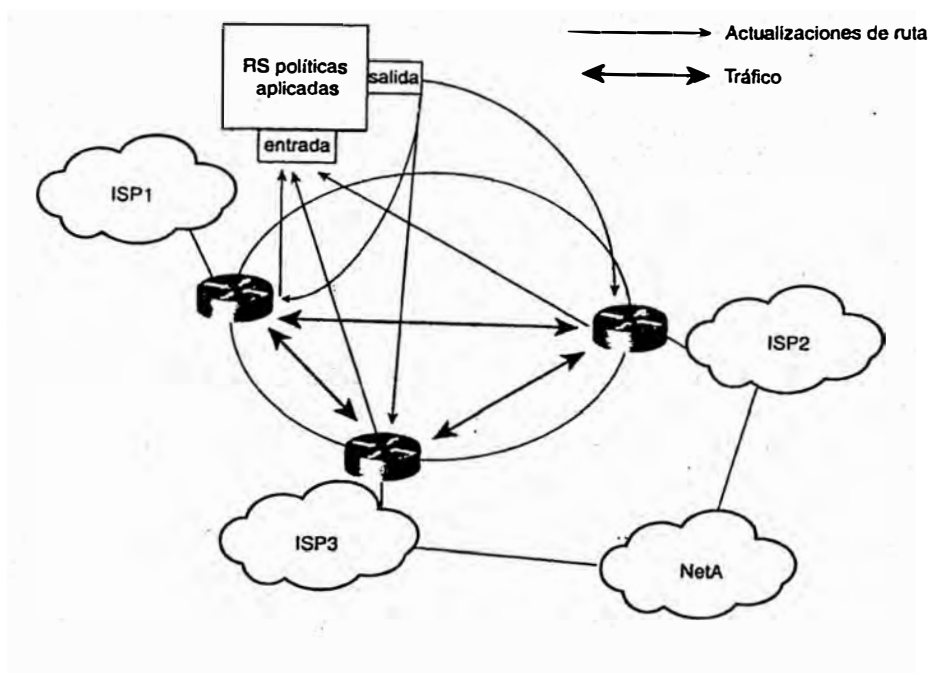 Actualizaciones de ruta
Tráfico
RS políticas
aplicadas
salida
entrada
ISP1
ISP2
ISP3
NetA